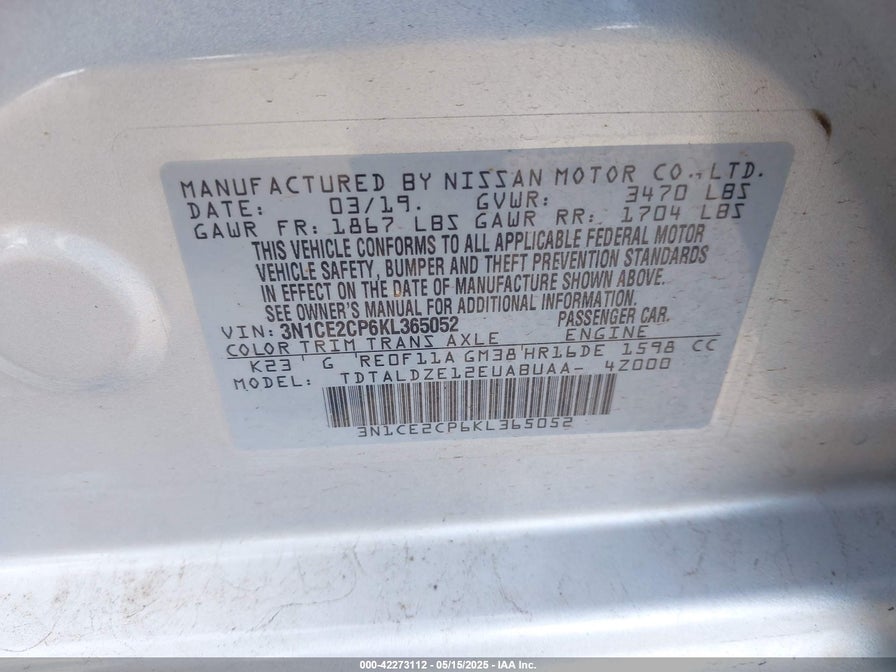 MANUFACTURED BY NISSAN MOTOR CO., LTD.
DATE: 03/19. GVWR: 3470 LBS
GAWR FR: 1867 LBS GAWR RR: 1704 LBS
THIS VEHICLE CONFORMS TO ALL APPLICABLE FEDERAL MOTOR
VEHICLE SAFETY, BUMPER AND THEFT PREVENTION STANDARDS
IN EFFECT ON THE DATE OF MANUFACTURE SHOWN ABOVE.
SEE OWNER'S MANUAL FOR ADDITIONAL INFORMATION.
VIN: 3N1CE2CP6KL365052 PASSENGER CAR.
COLOR TRIM TRANS AXLE ENGINE
K23 G RE0F11A GM38 HR16DE 1598 CC
MODEL: TDTALDZE12EUABUAA- 4Z000
3N1CE2CP6KL365052
000-42273112 - 05/15/2025 - IAA Inc.